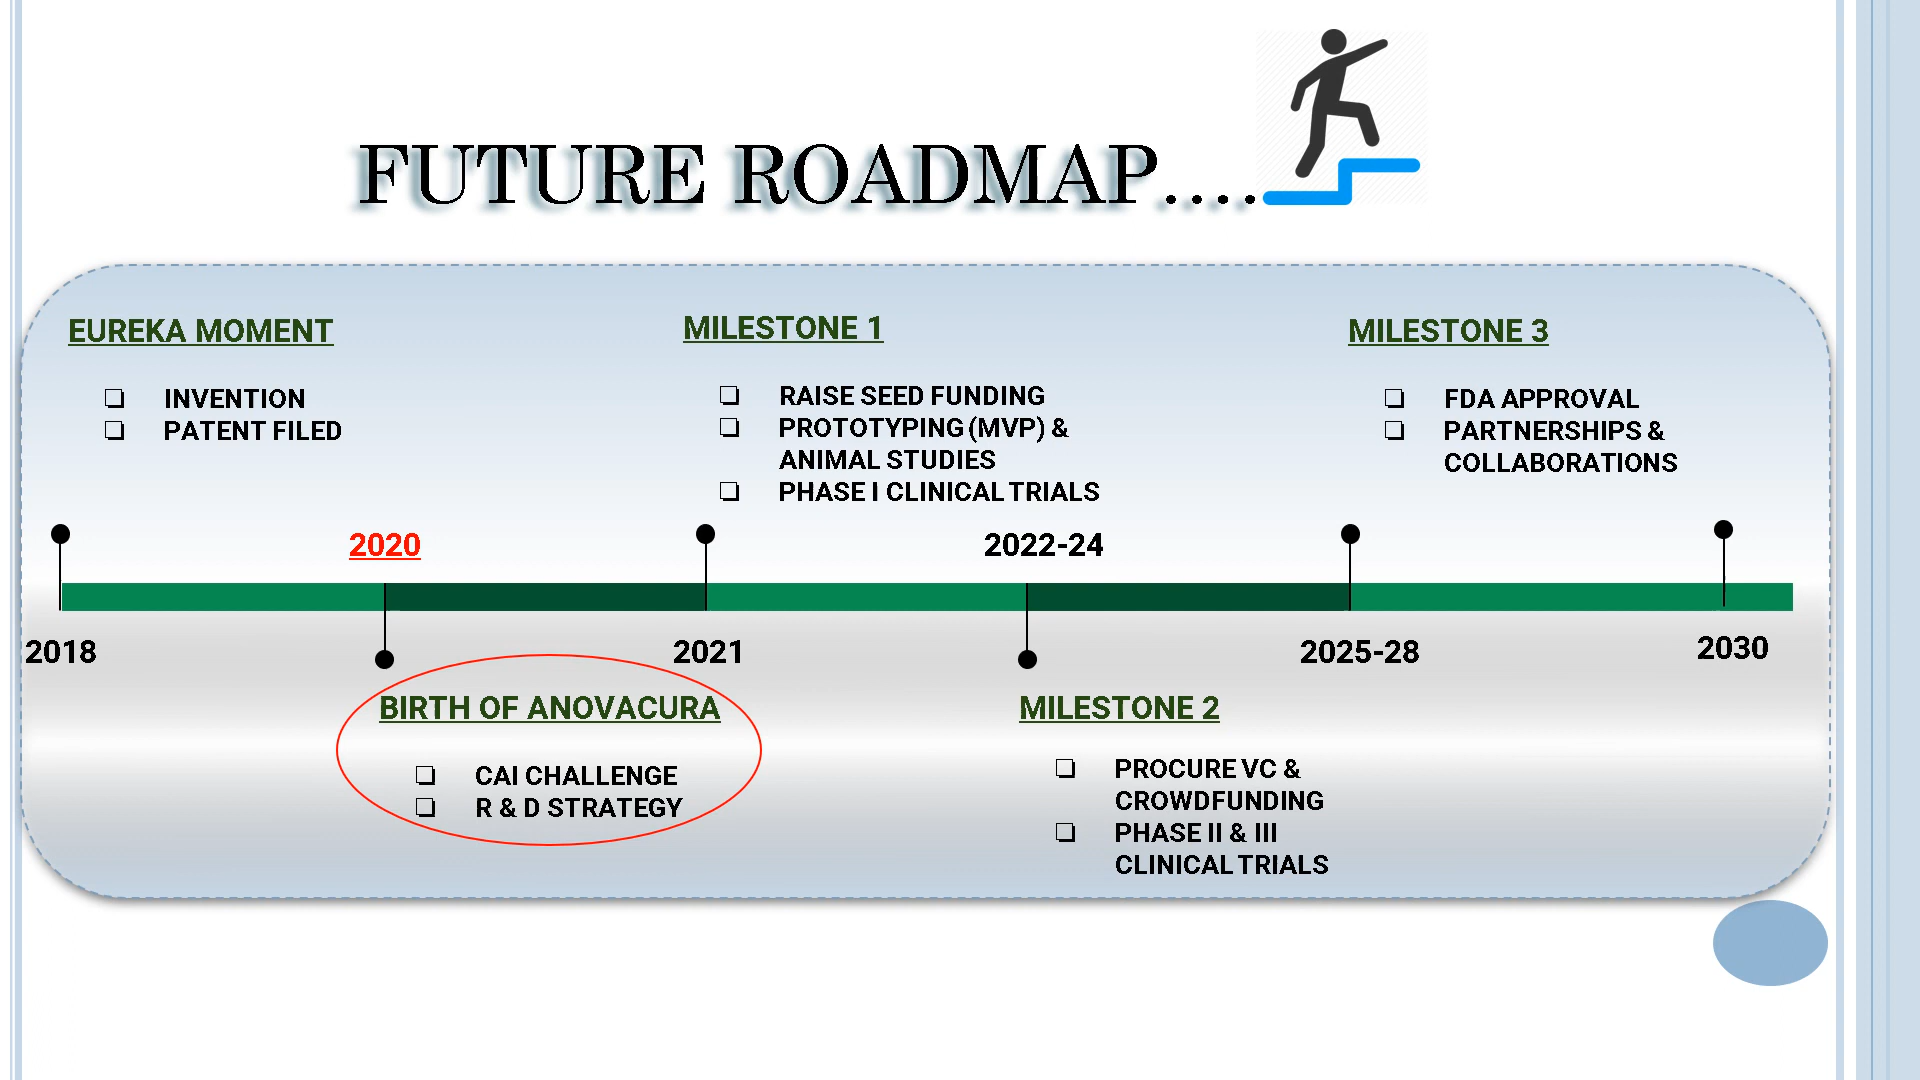 FUTURE ROADMAP....
EUREKA MOMENT
❑ INVENTION
❑ PATENT FILED
MILESTONE 1
❑ RAISE SEED FUNDING
❑ PROTOTYPING (MVP) &
ANIMAL STUDIES
❑ PHASE I CLINICAL TRIALS
MILESTONE 3
❑ FDA APPROVAL
❑ PARTNERSHIPS &
COLLABORATIONS
2020
2022-24
2018
2021
2025-28
2030
BIRTH OF ANOVACURA
❑ CAI CHALLENGE
❑ R & D STRATEGY
MILESTONE 2
❑ PROCURE VC &
CROWDFUNDING
❑ PHASE II & III
CLINICAL TRIALS